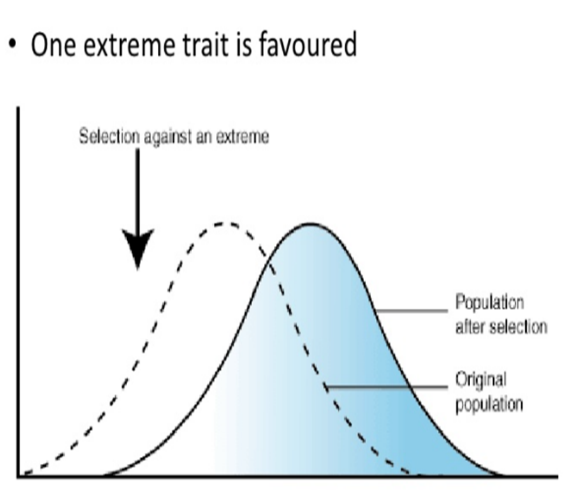 • One extreme trait is favoured
Selection against an extreme
Population
after selection
Original
population